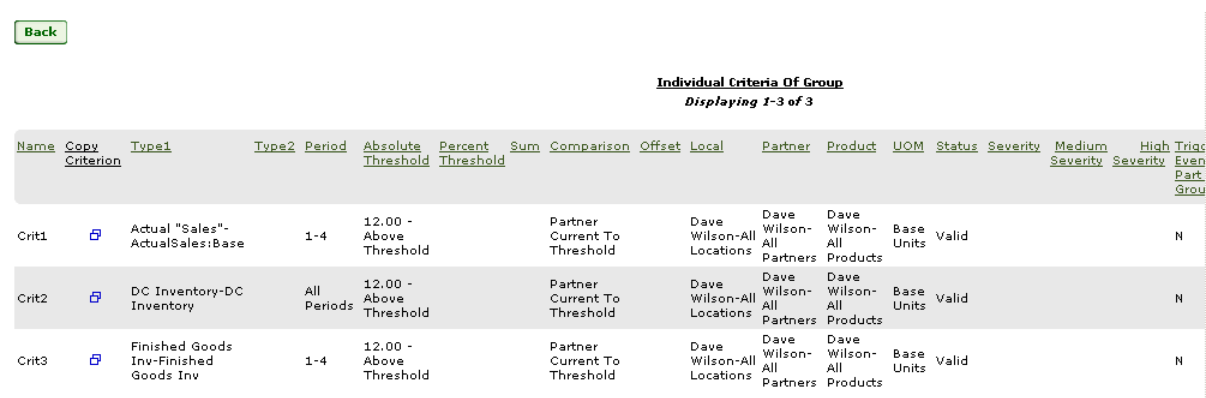 Back
Individual Criteria Of Group
Displaying 1-3 of 3
Name Copy Criterion Type1 Type2 Period Absolute Threshold Percent Threshold Sum Comparison Offset Local Partner Product UOM Status Severity Medium Severity High Severity
Crit1 Actual "Sales"-ActualSales:Base 1-4 12.00 - Above Threshold Partner Current To Threshold Dave Wilson-All Locations Dave Wilson-All Partners Dave Wilson-All Products Base Units Valid N
Crit2 DC Inventory-DC Inventory All Periods 12.00 - Above Threshold Partner Current To Threshold Dave Wilson-All Locations Dave Wilson-All Partners Dave Wilson-All Products Base Units Valid N
Crit3 Finished Goods Inv-Finished Goods Inv 1-4 12.00 - Above Threshold Partner Current To Threshold Dave Wilson-All Locations Dave Wilson-All Partners Dave Wilson-All Products Base Units Valid N